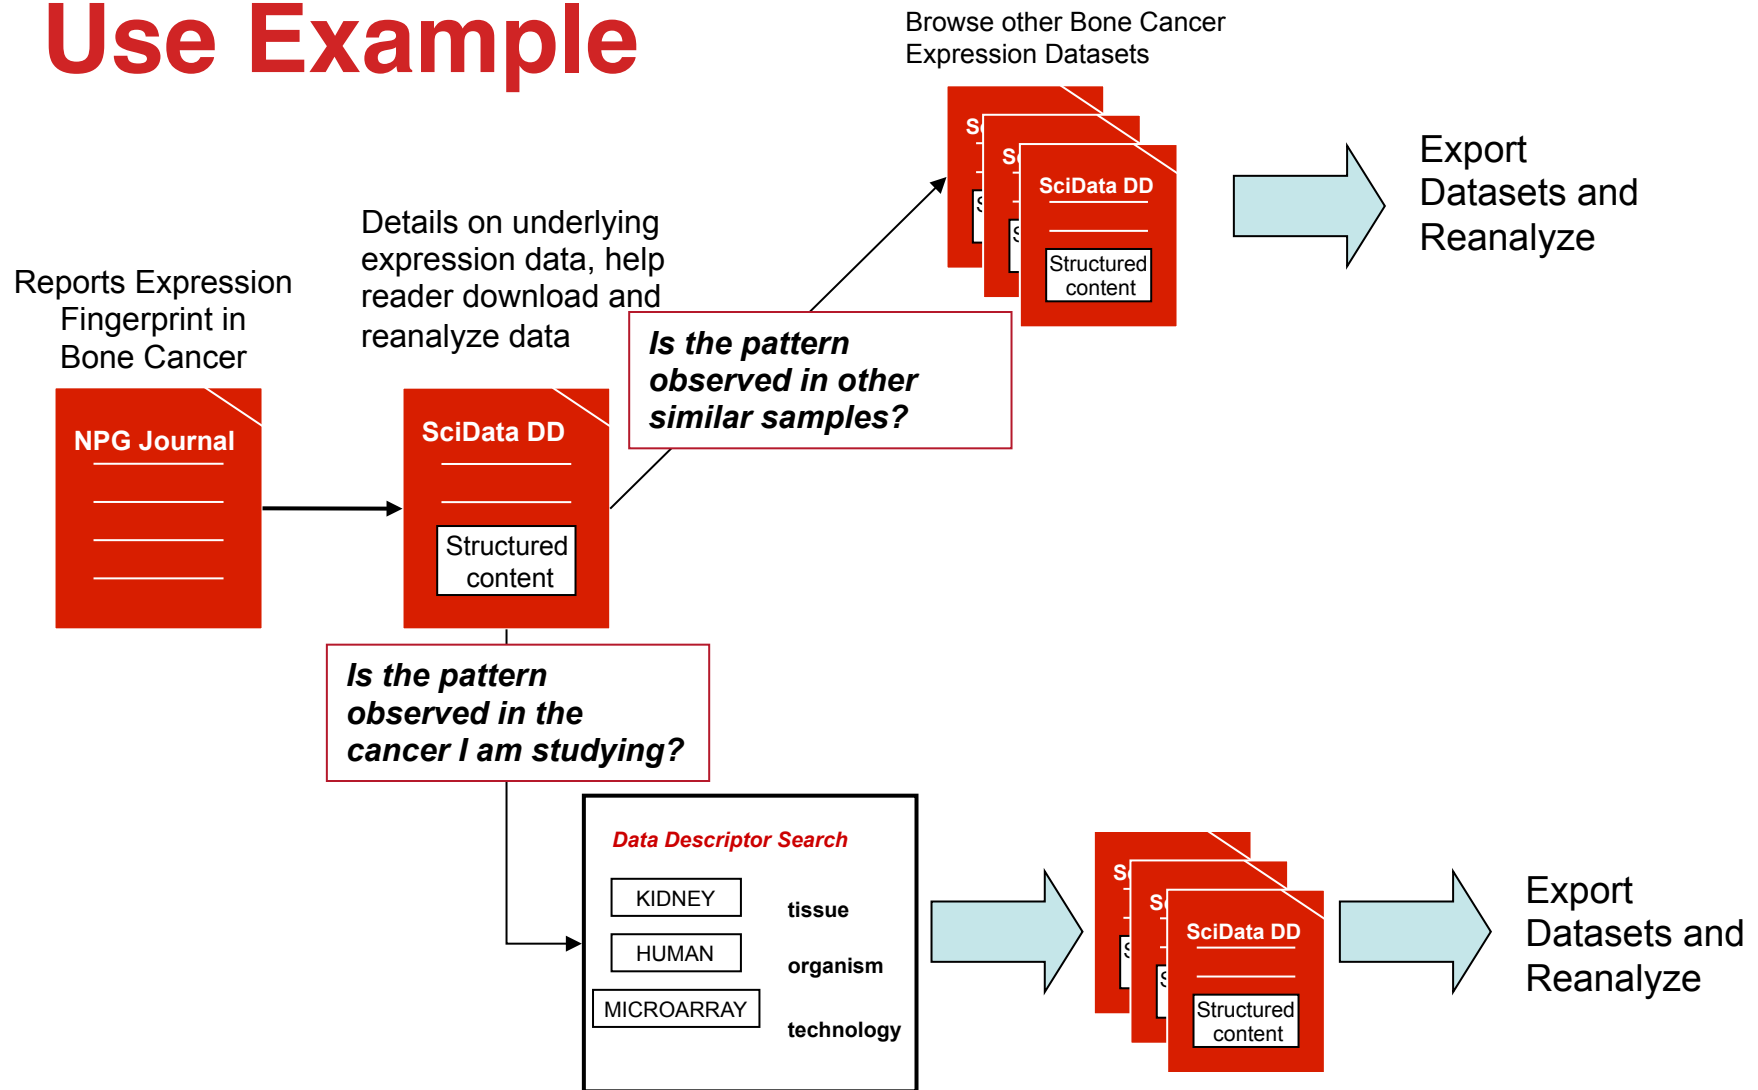 Use Example
Browse other Bone Cancer
Expression Datasets
SciData DD
Structured
content
Export
Datasets and
Reanalyze
Details on underlying
expression data, help
reader download and
reanalyze data
Reports Expression
Fingerprint in
Bone Cancer
NPG Journal
SciData DD
Structured
content
Is the pattern
observed in other
similar samples?
Is the pattern
observed in the
cancer I am studying?
Data Descriptor Search
KIDNEY tissue
HUMAN organism
MICROARRAY technology
SciData DD
Structured
content
Export
Datasets and
Reanalyze